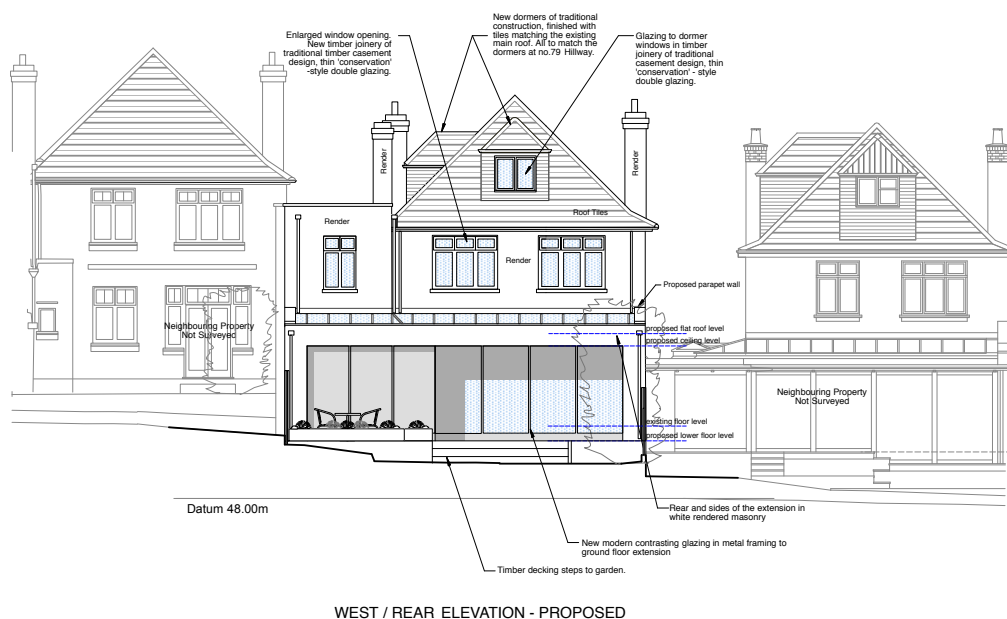 New dormers of traditional
construction, finished with
tiles matching the existing
main roof. All to match the
dormers at no.79 Hillway.
Enlarged window opening.
New timber joinery of
traditional timber casement
design, thin 'conservation'
-style double glazing.
Glazing to dormer
windows in timber
joinery of traditional
casement design, thin
'conservation' - style
double glazing.
Render
Render
Roof Tiles
Render
Render
Proposed parapet wall
Neighbouring Property
Not Surveyed
proposed flat roof level
proposed ceiling level
Neighbouring Property
Not Surveyed
existing floor level
proposed lower floor level
Datum 48.00m
Rear and sides of the extension in
white rendered masonry
New modern contrasting glazing in metal framing to
ground floor extension
Timber decking steps to garden.
WEST / REAR ELEVATION - PROPOSED